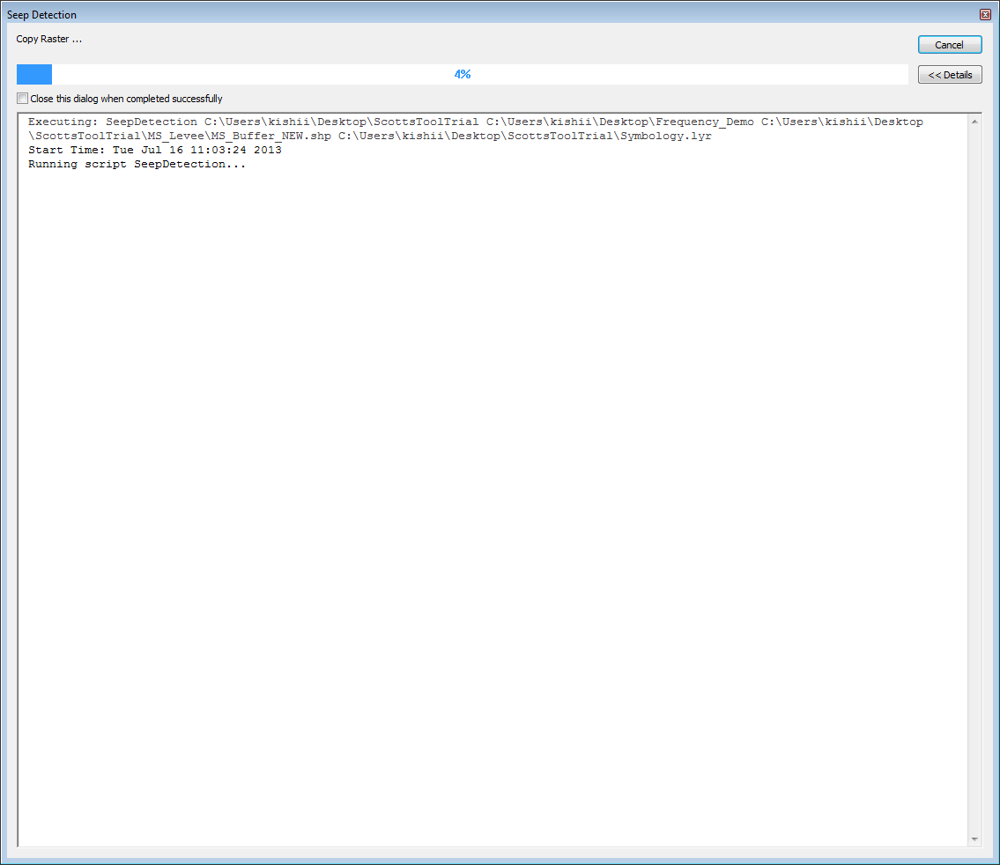 Seep Detection
Copy Raster ...
Cancel
4%
<< Details
Close this dialog when completed successfully
Executing: SeepDetection C:\Users\kishii\Desktop\ScottsToolTrial C:\Users\kishii\Desktop\Frequency_Demo C:\Users\kishii\Desktop
\ScottsToolTrial\MS_Levee\MS_Buffer_NEW.shp C:\Users\kishii\Desktop\ScottsToolTrial\Symbology.lyr
Start Time: Tue Jul 16 11:03:24 2013
Running script SeepDetection...